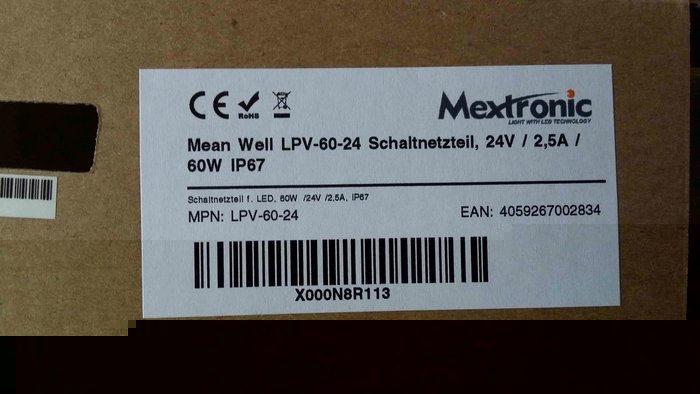 CE RoHS
Mextronic
LIGHT WITH LED TECHNOLOGY
Mean Well LPV-60-24 Schaltnetzteil, 24V / 2,5A /
60W IP67
Schaltnetzteil f. LED, 60W /24V /2,5A, IP67
MPN: LPV-60-24
EAN: 4059267002834
X000N8R113